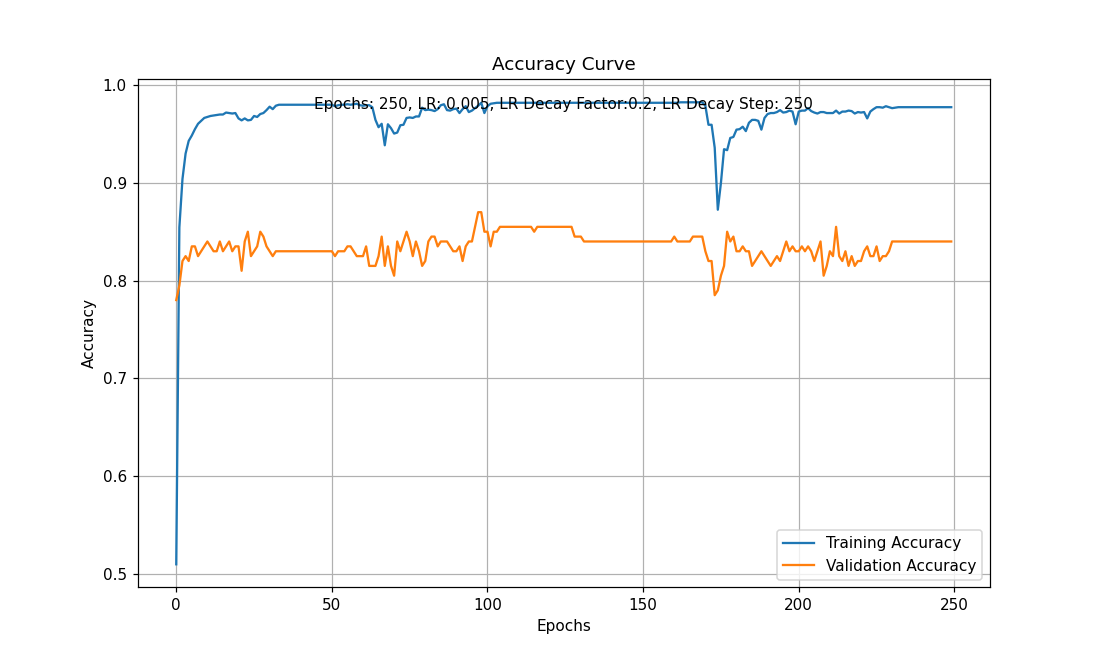 Accuracy Curve
Epochs: 250, LR: 0.005, LR Decay Factor:0.2, LR Decay Step: 250
1.0
0.9
0.8
0.7
0.6
0.5
Accuracy
Training Accuracy
Validation Accuracy
0 50 100 150 200 250
Epochs